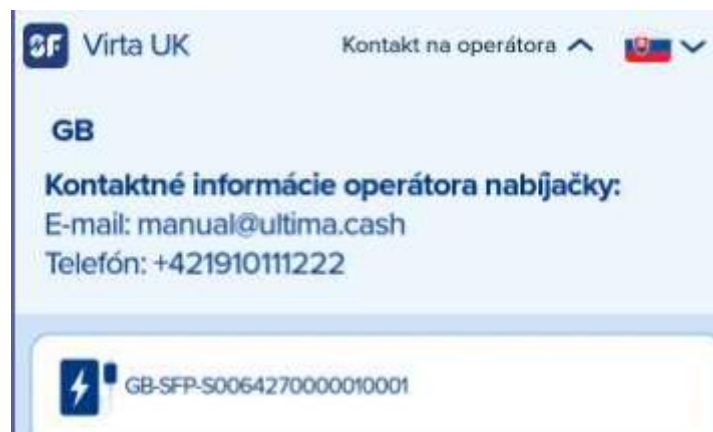 SF Virta UK Kontakt na operátora
GB
Kontaktné informácie operátora nabíjačky:
E-mail: manual@ultima.cash
Telefón: +421910111222
GB-SFP-S0064270000010001